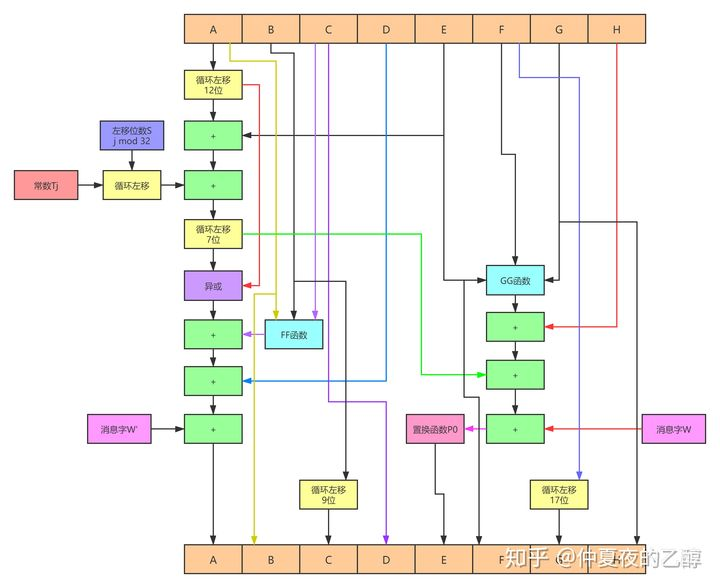 A B C D E F G H
循环左移
12位
左移位数S
j mod 32
+
常数Tj
循环左移
+
循环左移
7位
异或
GG函数
+
FF函数
+
+
+
消息字W'
+
置换函数P0
+
消息字W
循环左移
9位
循环左移
17位
A B C D E F G H
知乎 @仲夏夜的乙醇